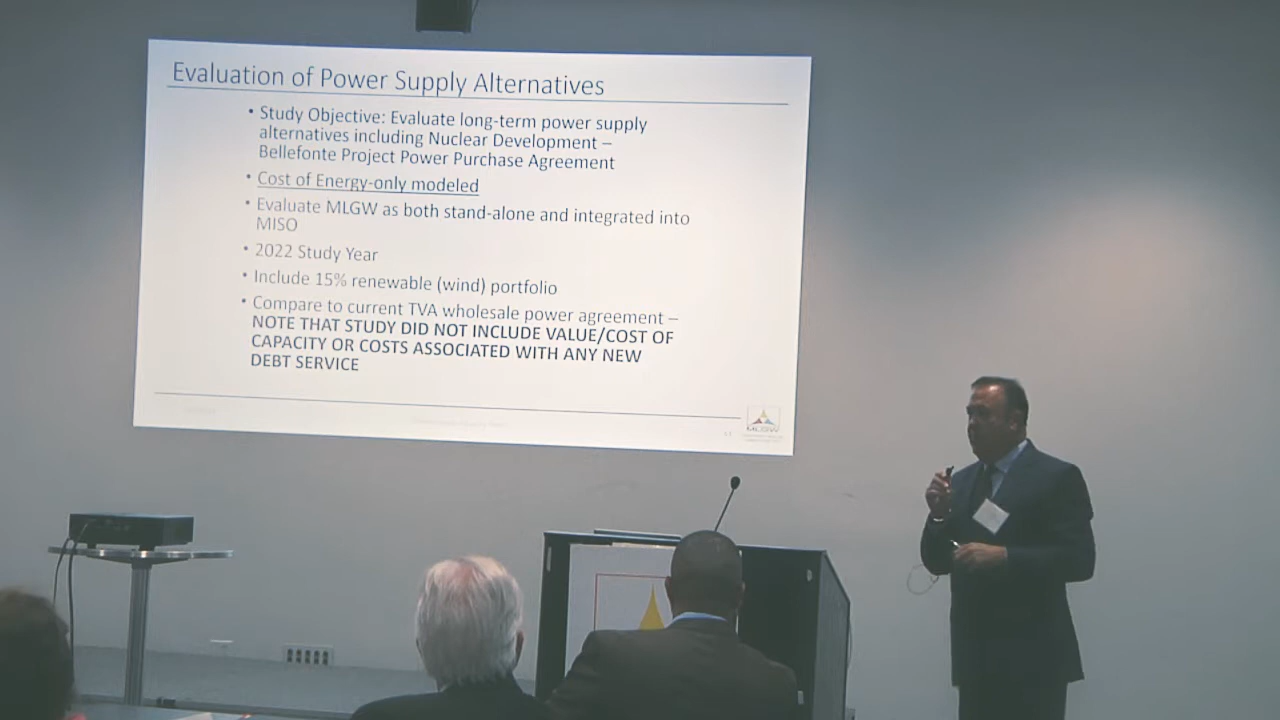 Evaluation of Power Supply Alternatives
• Study Objective: Evaluate long-term power supply
alternatives including Nuclear Development –
Bellefonte Project Power Purchase Agreement
• Cost of Energy-only modeled
• Evaluate MLGW as both stand-alone and integrated into
MISO
• 2022 Study Year
• Include 15% renewable (wind) portfolio
• Compare to current TVA wholesale power agreement –
NOTE THAT STUDY DID NOT INCLUDE VALUE/COST OF
CAPACITY OR COSTS ASSOCIATED WITH ANY NEW
DEBT SERVICE
MLGW